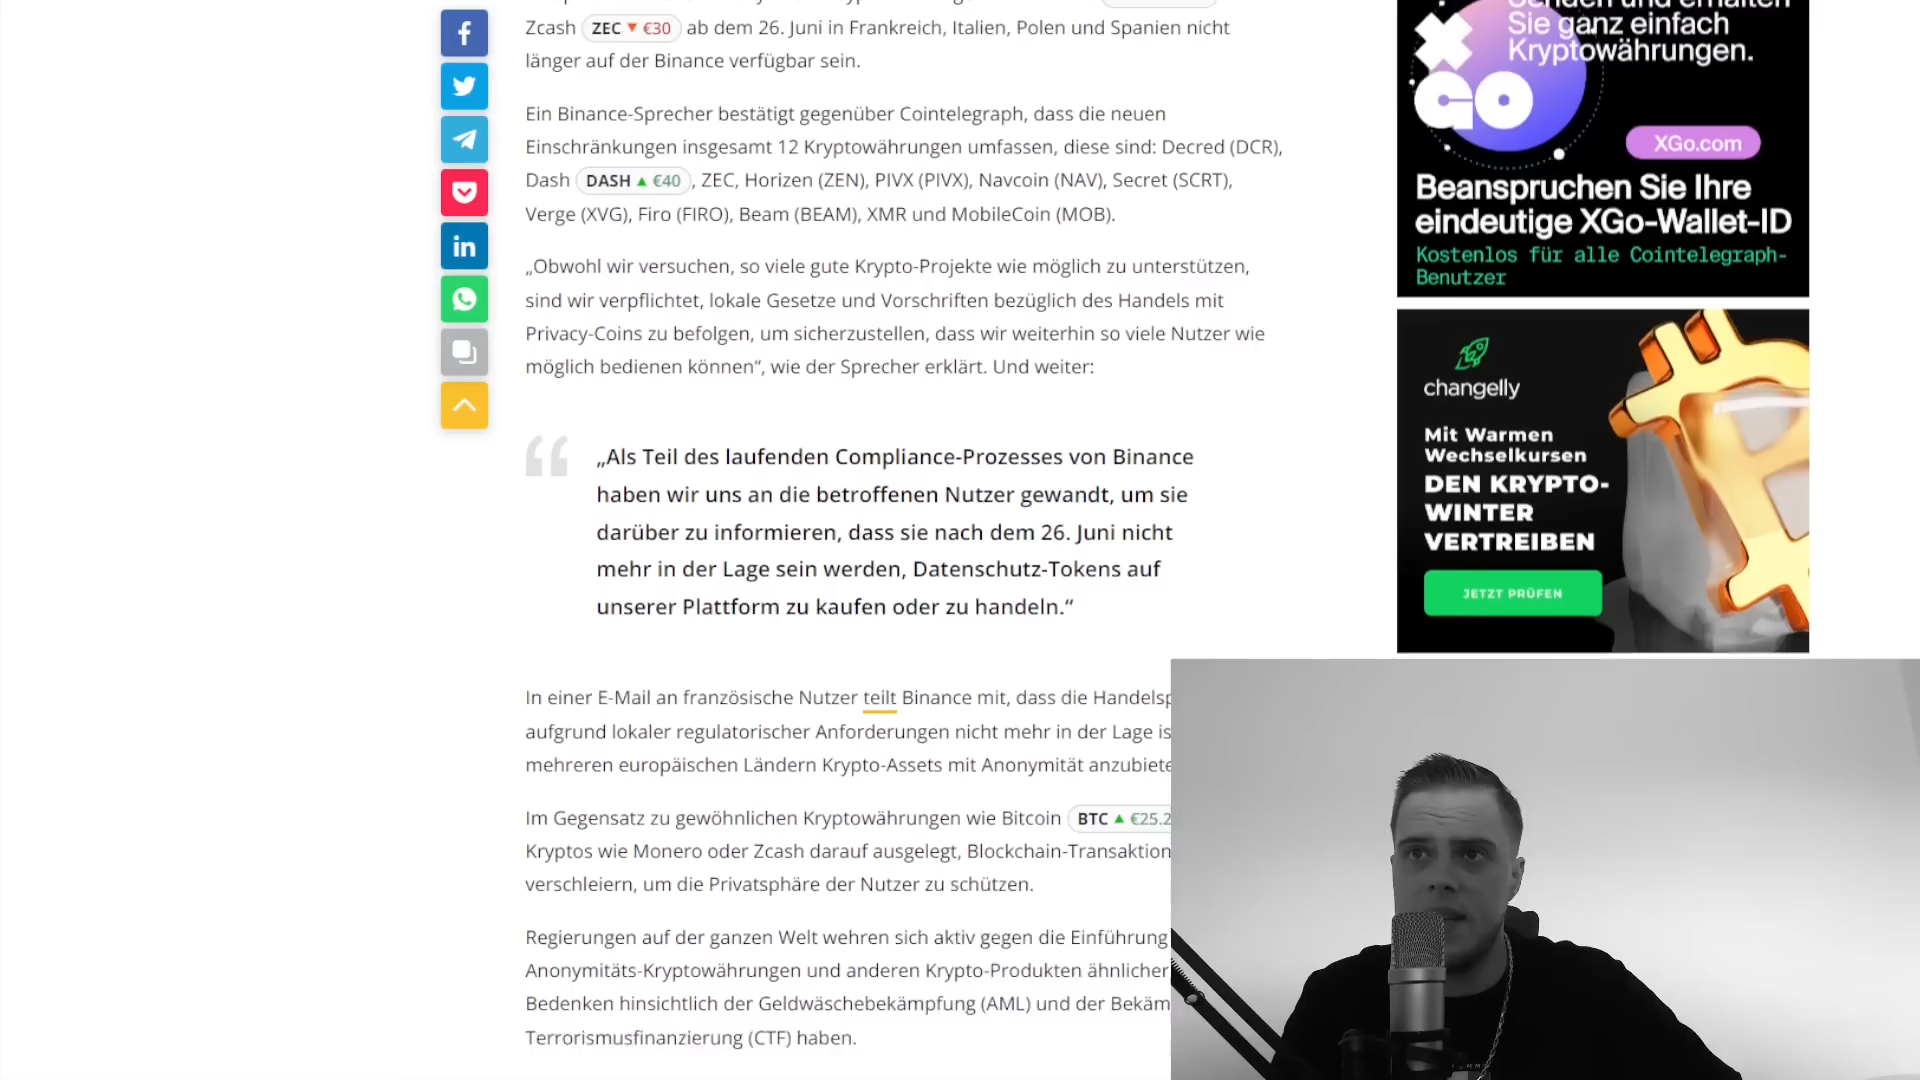 Zcash ZEC ▼ €30 ab dem 26. Juni in Frankreich, Italien, Polen und Spanien nicht
länger auf der Binance verfügbar sein.
Ein Binance-Sprecher bestätigt gegenüber Cointelegraph, dass die neuen
Einschränkungen insgesamt 12 Kryptowährungen umfassen, diese sind: Decred (DCR),
Dash DASH ▲ €40, ZEC, Horizen (ZEN), PIVX (PIVX), Navcoin (NAV), Secret (SCRT),
Verge (XVG), Firo (FIRO), Beam (BEAM), XMR und MobileCoin (MOB).
„Obwohl wir versuchen, so viele gute Krypto-Projekte wie möglich zu unterstützen,
sind wir verpflichtet, lokale Gesetze und Vorschriften bezüglich des Handels mit
Privacy-Coins zu befolgen, um sicherzustellen, dass wir weiterhin so viele Nutzer wie
möglich bedienen können“, wie der Sprecher erklärt. Und weiter:
„Als Teil des laufenden Compliance-Prozesses von Binance
haben wir uns an die betroffenen Nutzer gewandt, um sie
darüber zu informieren, dass sie nach dem 26. Juni nicht
mehr in der Lage sein werden, Datenschutz-Tokens auf
unserer Plattform zu kaufen oder zu handeln.“
In einer E-Mail an französische Nutzer teilt Binance mit, dass die Handelsp
aufgrund lokaler regulatorischer Anforderungen nicht mehr in der Lage is
mehreren europäischen Ländern Krypto-Assets mit Anonymität anzubiete
Im Gegensatz zu gewöhnlichen Kryptowährungen wie Bitcoin BTC ▲ €25.2
Kryptos wie Monero oder Zcash darauf ausgelegt, Blockchain-Transaktion
verschleiern, um die Privatsphäre der Nutzer zu schützen.
Regierungen auf der ganzen Welt wehren sich aktiv gegen die Einführung
Anonymitäts-Kryptowährungen und anderen Krypto-Produkten ähnlicher
Bedenken hinsichtlich der Geldwäschebekämpfung (AML) und der Bekäm
Terrorismusfinanzierung (CTF) haben.
Senden und erhalten
Sie ganz einfach
Kryptowährungen.
XGO
XGo.com
Beanspruchen Sie Ihre
eindeutige XGo-Wallet-ID
Kostenlos für alle Cointelegraph-
Benutzer
changelly
Mit Warmen
Wechselkursen
DEN KRYPTO-
WINTER
VERTREIBEN
JETZT PRÜFEN